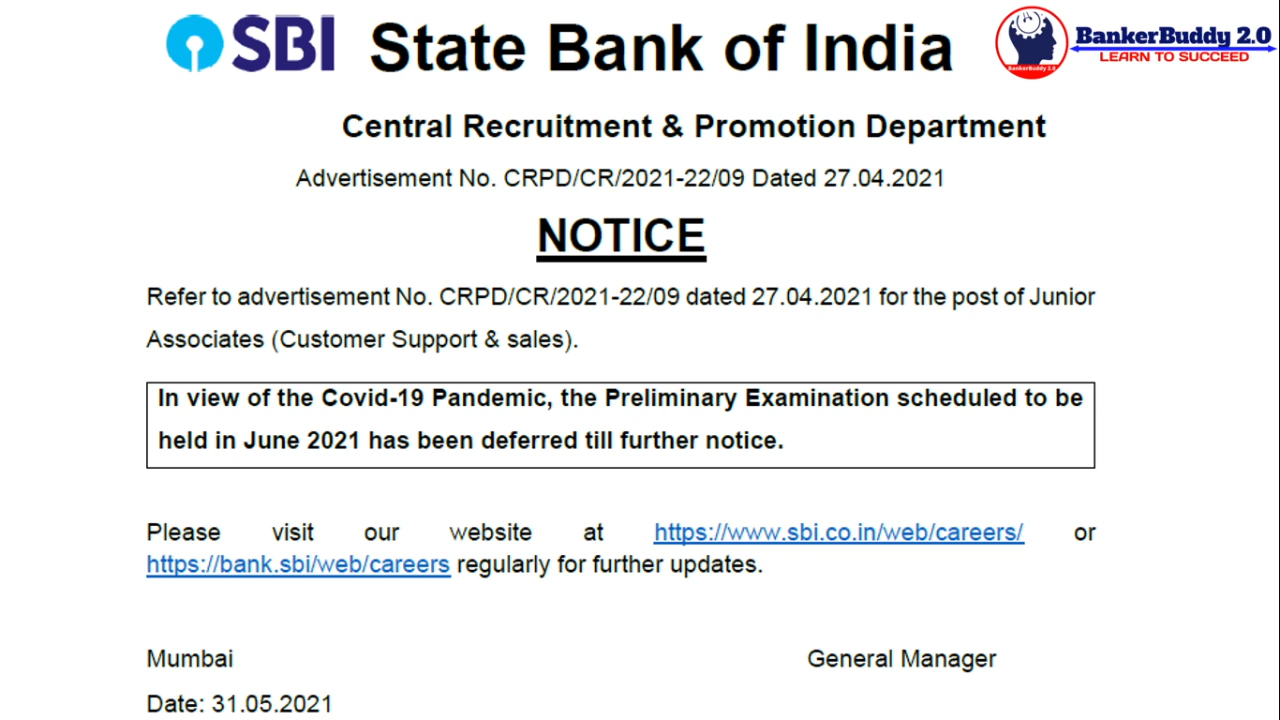 SBI State Bank of India
BankerBuddy 2.0
LEARN TO SUCCEED
BankerBuddy 2.0
Central Recruitment & Promotion Department
Advertisement No. CRPD/CR/2021-22/09 Dated 27.04.2021
NOTICE
Refer to advertisement No. CRPD/CR/2021-22/09 dated 27.04.2021 for the post of Junior
Associates (Customer Support & sales).
In view of the Covid-19 Pandemic, the Preliminary Examination scheduled to be
held in June 2021 has been deferred till further notice.
Please visit our website at https://www.sbi.co.in/web/careers/ or
https://bank.sbi/web/careers regularly for further updates.
Mumbai General Manager
Date: 31.05.2021